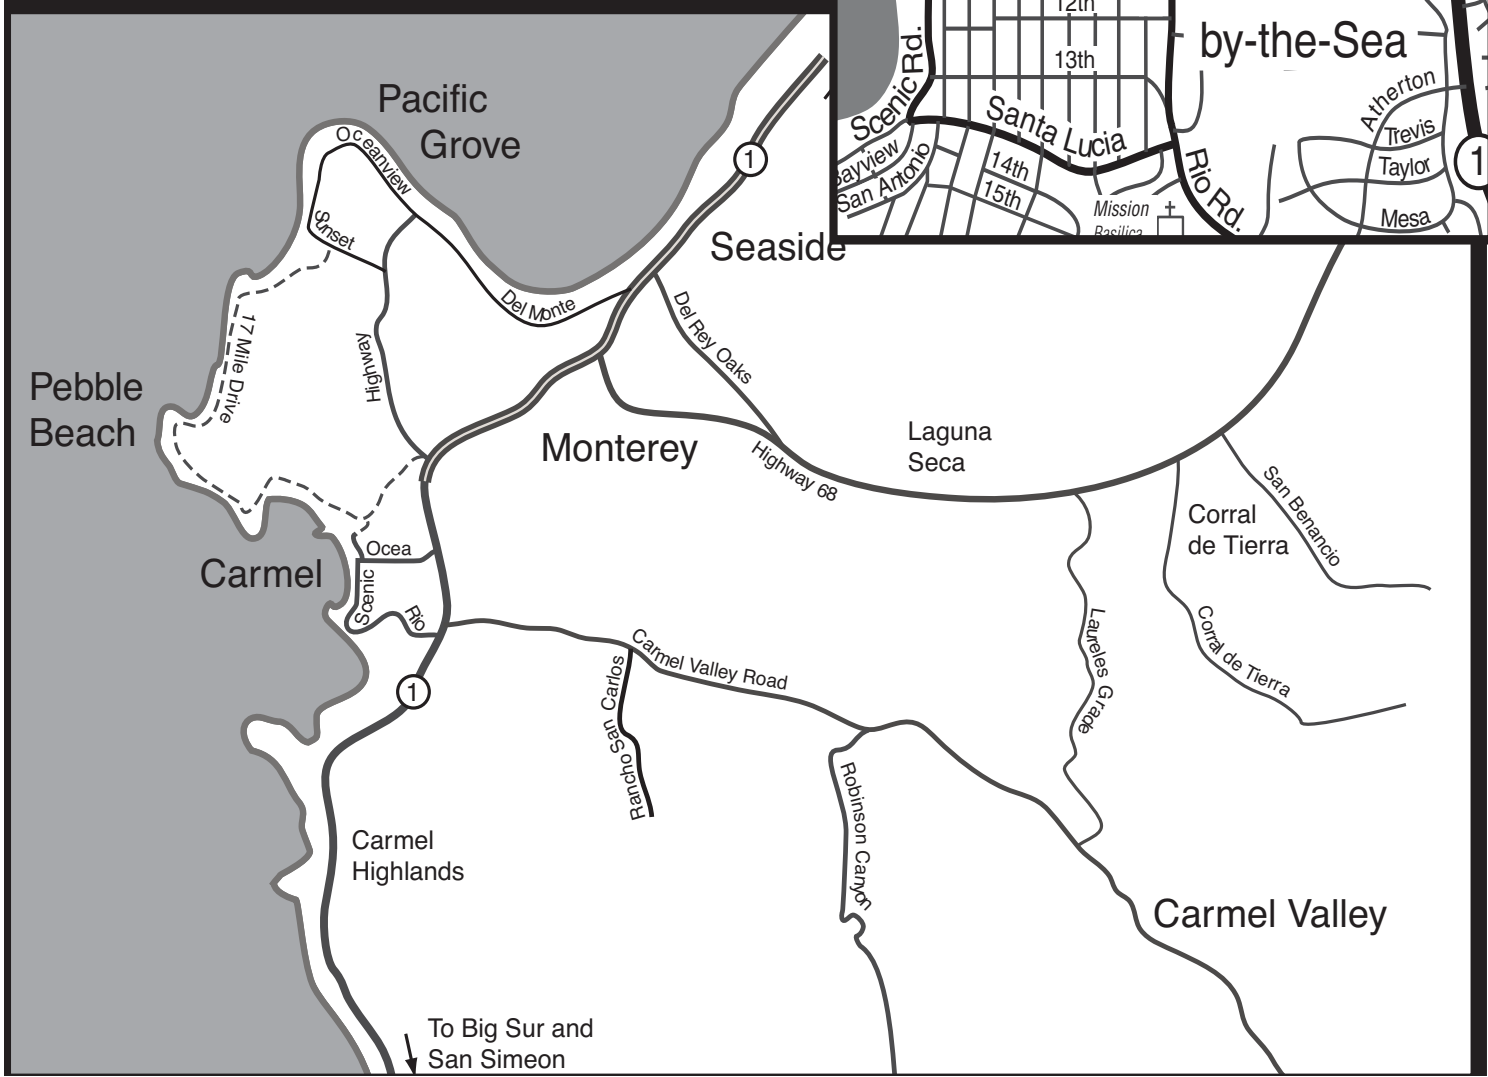 12th
by-the-Sea
13th
Scenic Rd.
Atherton
Santa Lucia
Trevis
Bayview
14th
Taylor
San Antonio
15th
Rio Rd.
Mission
Basilica
Mesa
1
Pacific
Grove
Oceanview
1
Sunset
Seaside
Del Monte
Del Rey Oaks
17 Mile Drive
Highway
Pebble
Beach
Monterey
Laguna
Seca
Highway 68
San Benancio
Corral
de Tierra
Ocea
Carmel
Scenic
Rio
Laureles Grade
Corral de Tierra
Carmel Valley Road
Rancho San Carlos
1
Robinson Canyon
Carmel
Highlands
Carmel Valley
To Big Sur and
San Simeon